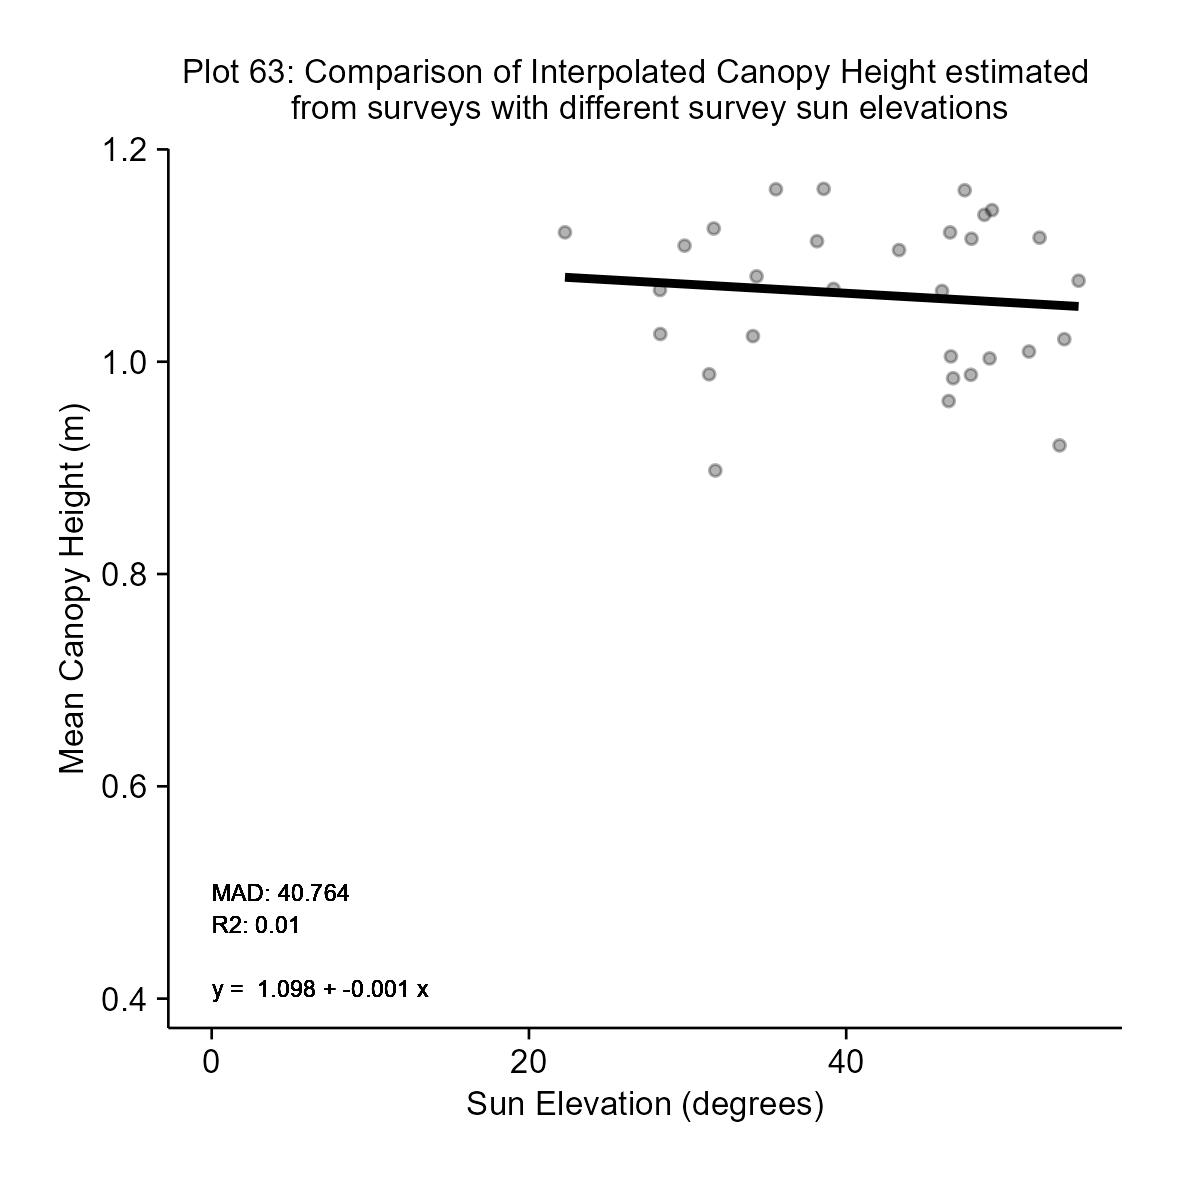 Plot 63: Comparison of Interpolated Canopy Height estimated
from surveys with different survey sun elevations
1.2
1.0
0.8
0.6
0.4
Mean Canopy Height (m)
MAD: 40.764
R2: 0.01
y =  1.098 + -0.001 x
0
20
40
Sun Elevation (degrees)